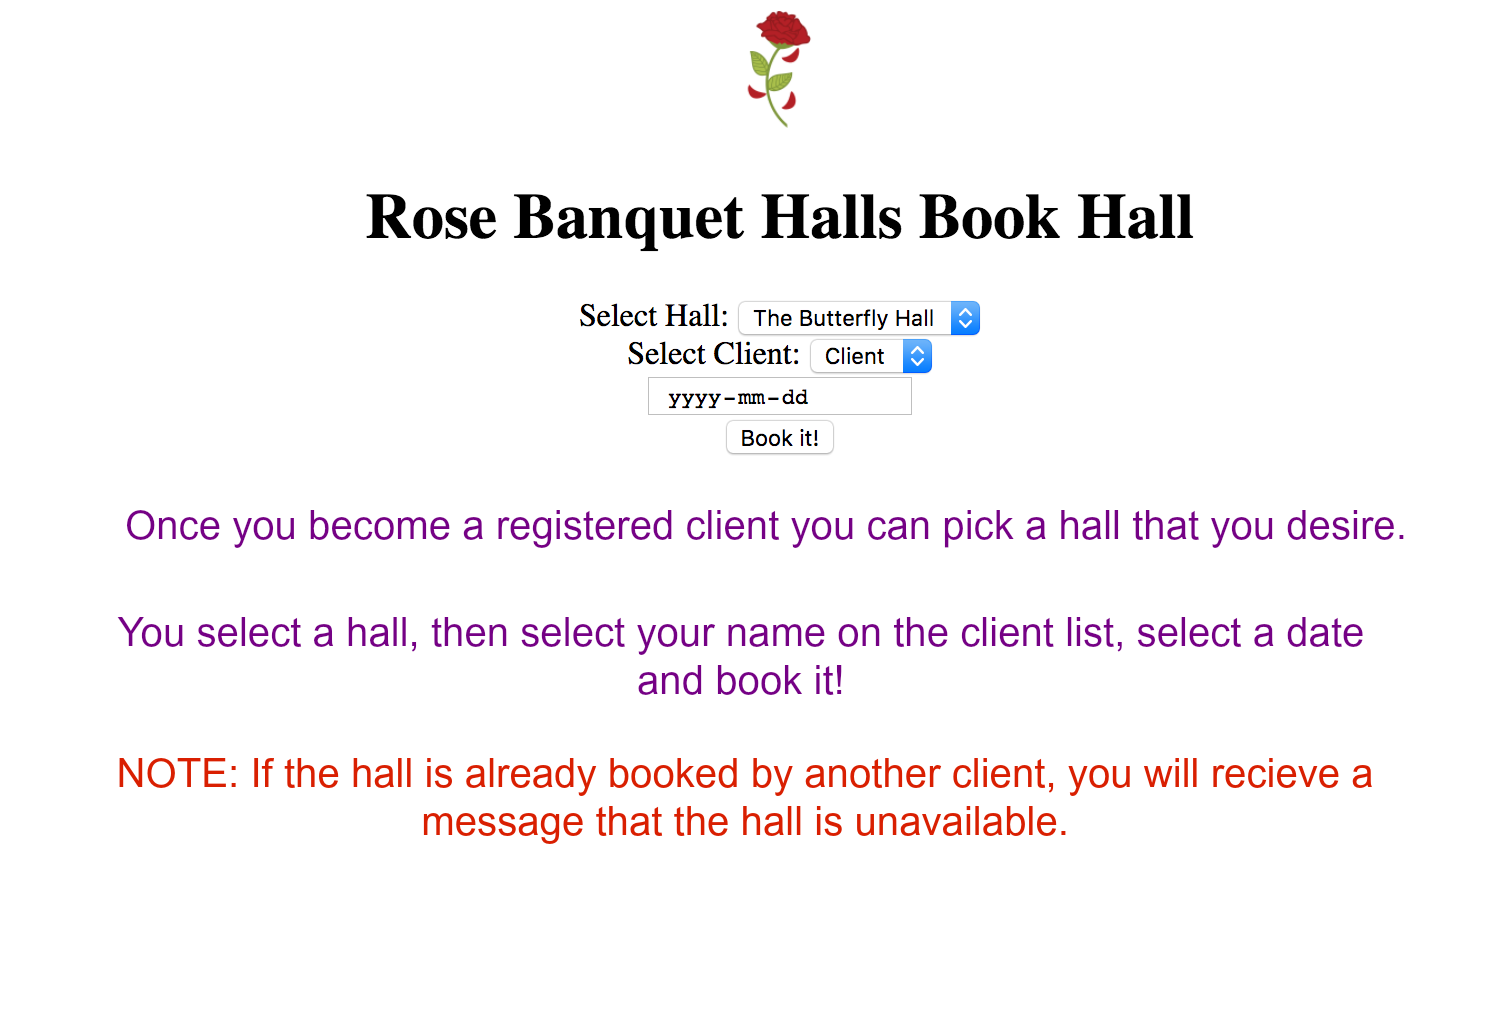 Rose Banquet Halls Book Hall
Select Hall: The Butterfly Hall
Select Client: Client
yyyy-mm-dd
Book it!
Once you become a registered client you can pick a hall that you desire.
You select a hall, then select your name on the client list, select a date
and book it!
NOTE: If the hall is already booked by another client, you will recieve a
message that the hall is unavailable.